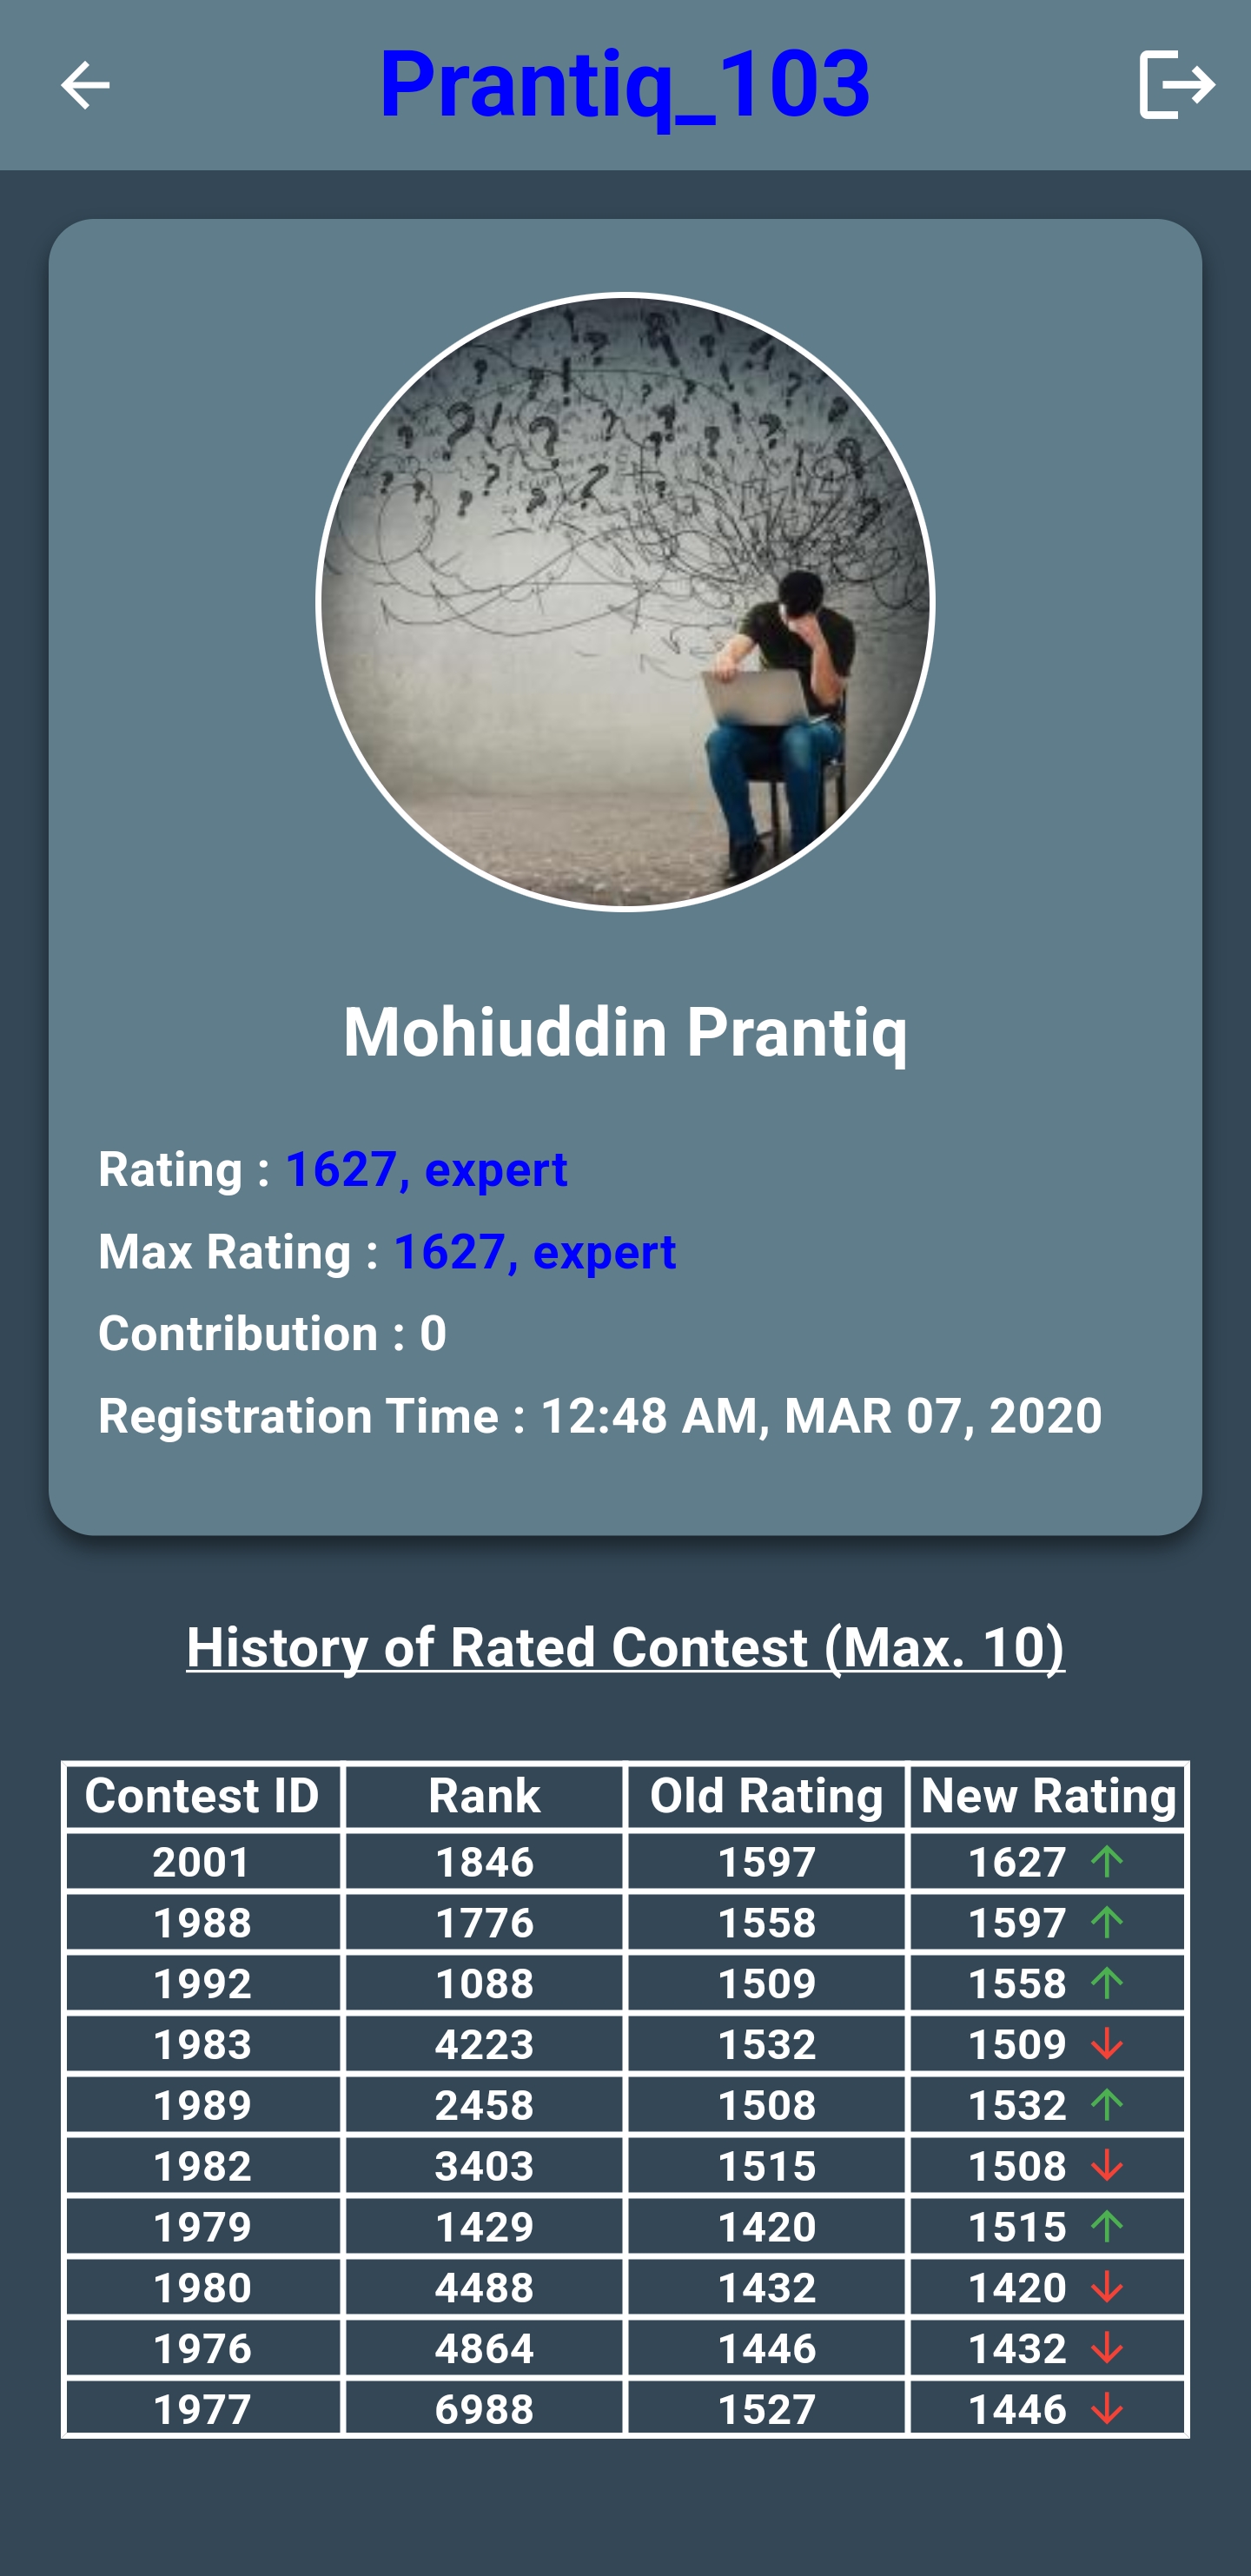 Prantiq_103
Mohiuddin Prantiq
Rating : 1627, expert
Max Rating : 1627, expert
Contribution : 0
Registration Time : 12:48 AM, MAR 07, 2020
History of Rated Contest (Max. 10)
Contest ID Rank Old Rating New Rating
2001 1846 1597 1627 ↑
1988 1776 1558 1597 ↑
1992 1088 1509 1558 ↑
1983 4223 1532 1509 ↓
1989 2458 1508 1532 ↑
1982 3403 1515 1508 ↓
1979 1429 1420 1515 ↑
1980 4488 1432 1420 ↓
1976 4864 1446 1432 ↓
1977 6988 1527 1446 ↓